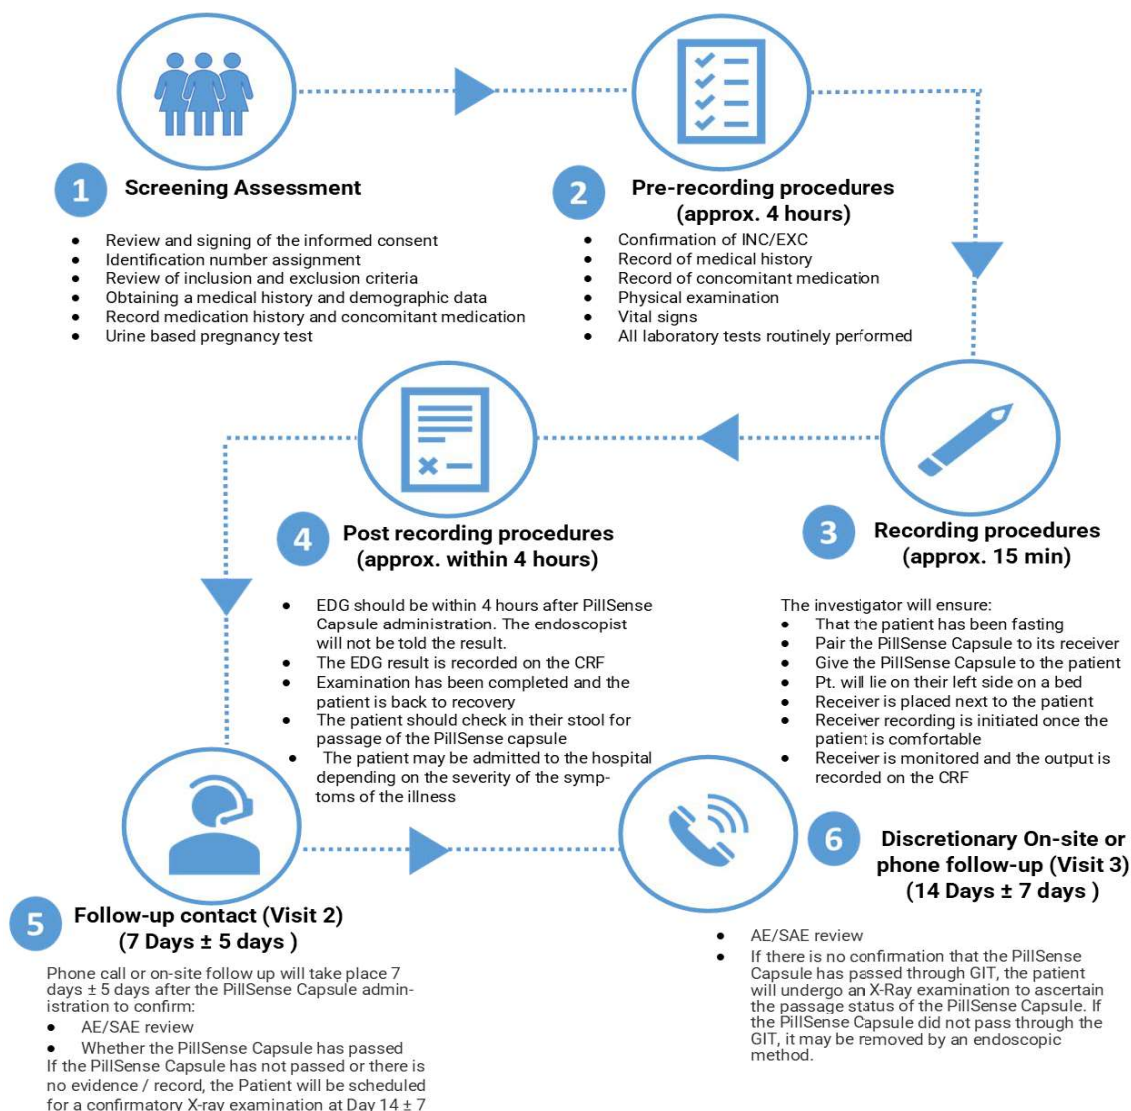 1 Screening Assessment
● Review and signing of the informed consent
● Identification number assignment
● Review of inclusion and exclusion criteria
● Obtaining a medical history and demographic data
● Record medication history and concomitant medication
● Urine based pregnancy test
2 Pre-recording procedures
(approx. 4 hours)
● Confirmation of INC/EXC
● Record of medical history
● Record of concomitant medication
● Physical examination
● Vital signs
● All laboratory tests routinely performed
3 Recording procedures
(approx. 15 min)
The investigator will ensure:
● That the patient has been fasting
● Pair the PillSense Capsule to its receiver
● Give the PillSense Capsule to the patient
● Pt. will lie on their left side on a bed
● Receiver is placed next to the patient
● Receiver recording is initiated once the
patient is comfortable
● Receiver is monitored and the output is
recorded on the CRF
4 Post recording procedures
(approx. within 4 hours)
● EDG should be within 4 hours after PillSense
Capsule administration. The endoscopist
will not be told the result.
● The EDG result is recorded on the CRF
● Examination has been completed and the
patient is back to recovery
● The patient should check in their stool for
passage of the PillSense capsule
● The patient may be admitted to the hospital
depending on the severity of the symp-
toms of the illness
5 Follow-up contact (Visit 2)
(7 Days ± 5 days )
Phone call or on-site follow up will take place 7
days ± 5 days after the PillSense Capsule admin-
istration to confirm:
● AE/SAE review
● Whether the PillSense Capsule has passed
If the PillSense Capsule has not passed or there is
no evidence / record, the Patient will be scheduled
for a confirmatory X-ray examination at Day 14 ± 7
6 Discretionary On-site or
phone follow-up (Visit 3)
(14 Days ± 7 days )
● AE/SAE review
● If there is no confirmation that the PillSense
Capsule has passed through GIT, the patient
will undergo an X-Ray examination to ascertain
the passage status of the PillSense Capsule. If
the PillSense Capsule did not pass through the
GIT, it may be removed by an endoscopic
method.